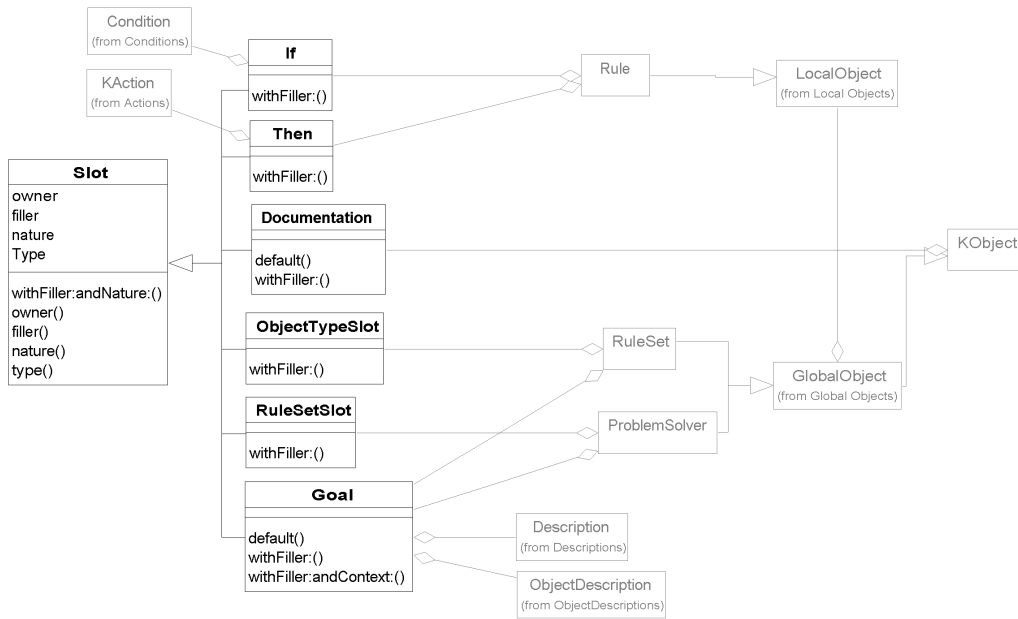 Condition
(from Conditions)
If
withFiller:()
Rule
LocalObject
(from Local Objects)
KAction
(from Actions)
Then
withFiller:()
Slot
owner
filler
nature
Type
withFiller:andNature:()
owner()
filler()
nature()
type()
Documentation
default()
withFiller:()
KObject
ObjectTypeSlot
withFiller:()
RuleSet
GlobalObject
(from Global Objects)
RuleSetSlot
withFiller:()
ProblemSolver
Goal
default()
withFiller:()
withFiller:andContext:()
Description
(from Descriptions)
ObjectDescription
(from ObjectDescriptions)